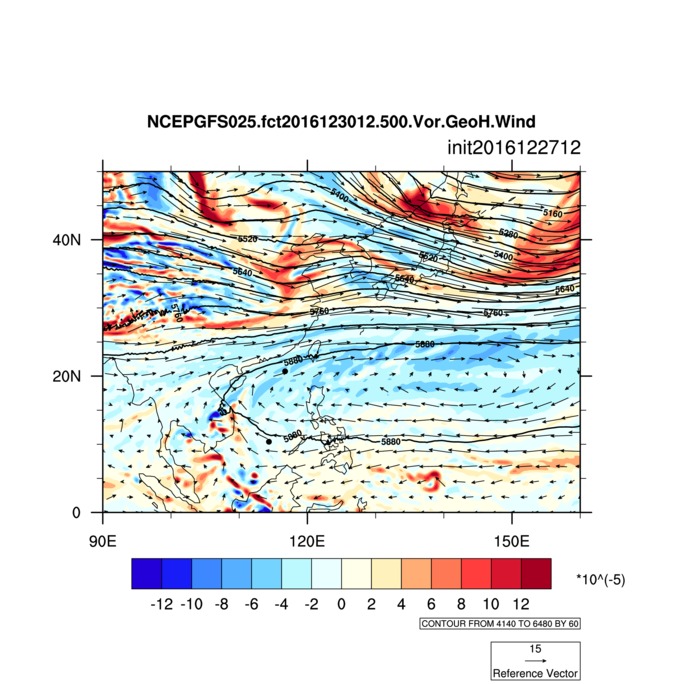 NCEPGFS025.fct2016123012.500.Vor.GeoH.Wind
init2016122712
5400
5160
5280
5520
5520
5400
40N
5640
5640
5640
5760
5760
5760
5880
5880
20N
5880
5880
0
90E 120E 150E
-12 -10 -8 -6 -4 -2 0 2 4 6 8 10 12
*10^(-5)
CONTOUR FROM 4140 TO 6480 BY 60
15
Reference Vector